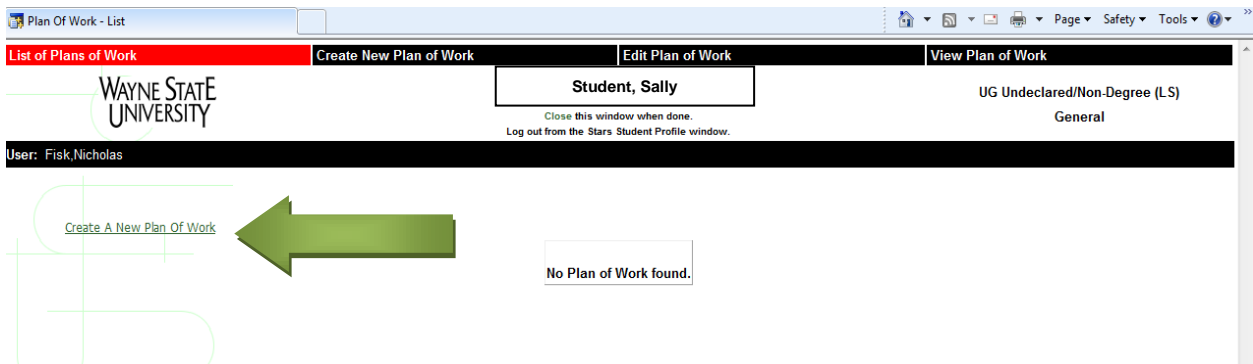 Plan Of Work - List
Page Safety Tools
List of Plans of Work Create New Plan of Work Edit Plan of Work View Plan of Work
WAYNE STATE
UNIVERSITY
Student, Sally
Close this window when done.
Log out from the Stars Student Profile window.
UG Undeclared/Non-Degree (LS)
General
User: Fisk,Nicholas
Create A New Plan Of Work
No Plan of Work found.